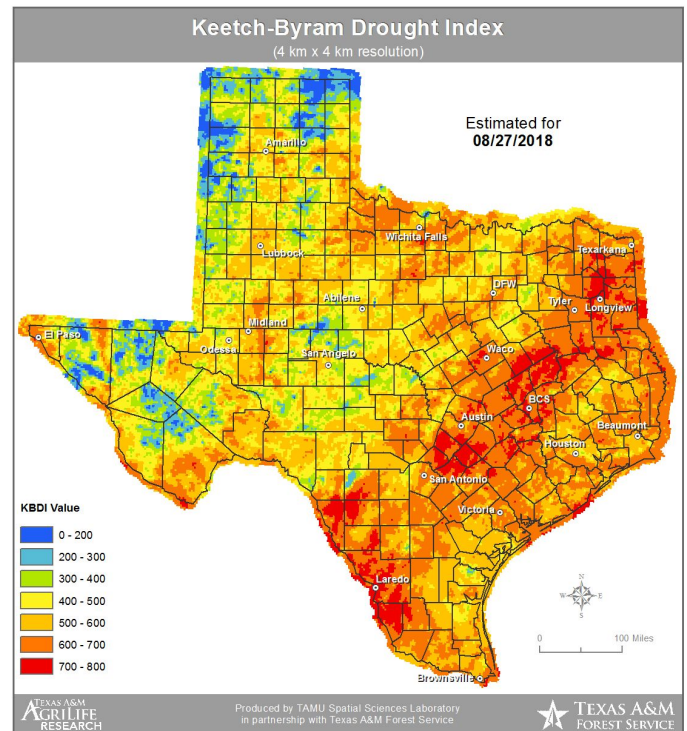 Keetch-Byram Drought Index
(4 km x 4 km resolution)
Estimated for
08/27/2018
Amarillo
Wichita Falls
Texarkana
Lubbock
DFW
Abilene
Tyler
Longview
Midland
El Paso
Odessa
Waco
San Angelo
BCS
Austin
Beaumont
Houston
San Antonio
Victoria
KBDI Value
0 - 200
200 - 300
300 - 400
400 - 500
500 - 600
600 - 700
700 - 800
Laredo
N
W E
S
0 100 Miles
Brownsville
TEXAS A&M
AGRILIFE
RESEARCH
Produced by TAMU Spatial Sciences Laboratory
in partnership with Texas A&M Forest Service
TEXAS A&M
FOREST SERVICE